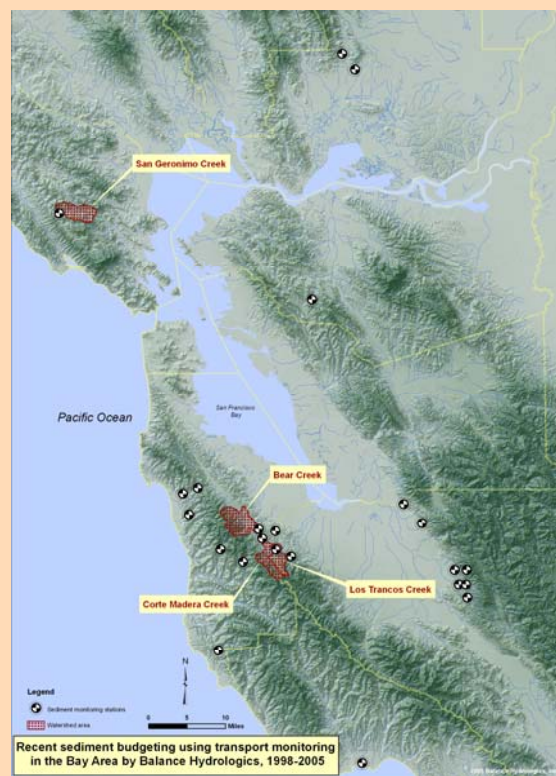 San Geronimo Creek
Pacific Ocean
San Francisco
Bay
Bear Creek
Los Trancos Creek
Corte Madera Creek
N
Legend
Sediment monitoring stations
Watershed area
0 5 10
Miles
Recent sediment budgeting using transport monitoring
in the Bay Area by Balance Hydrologics, 1998-2005